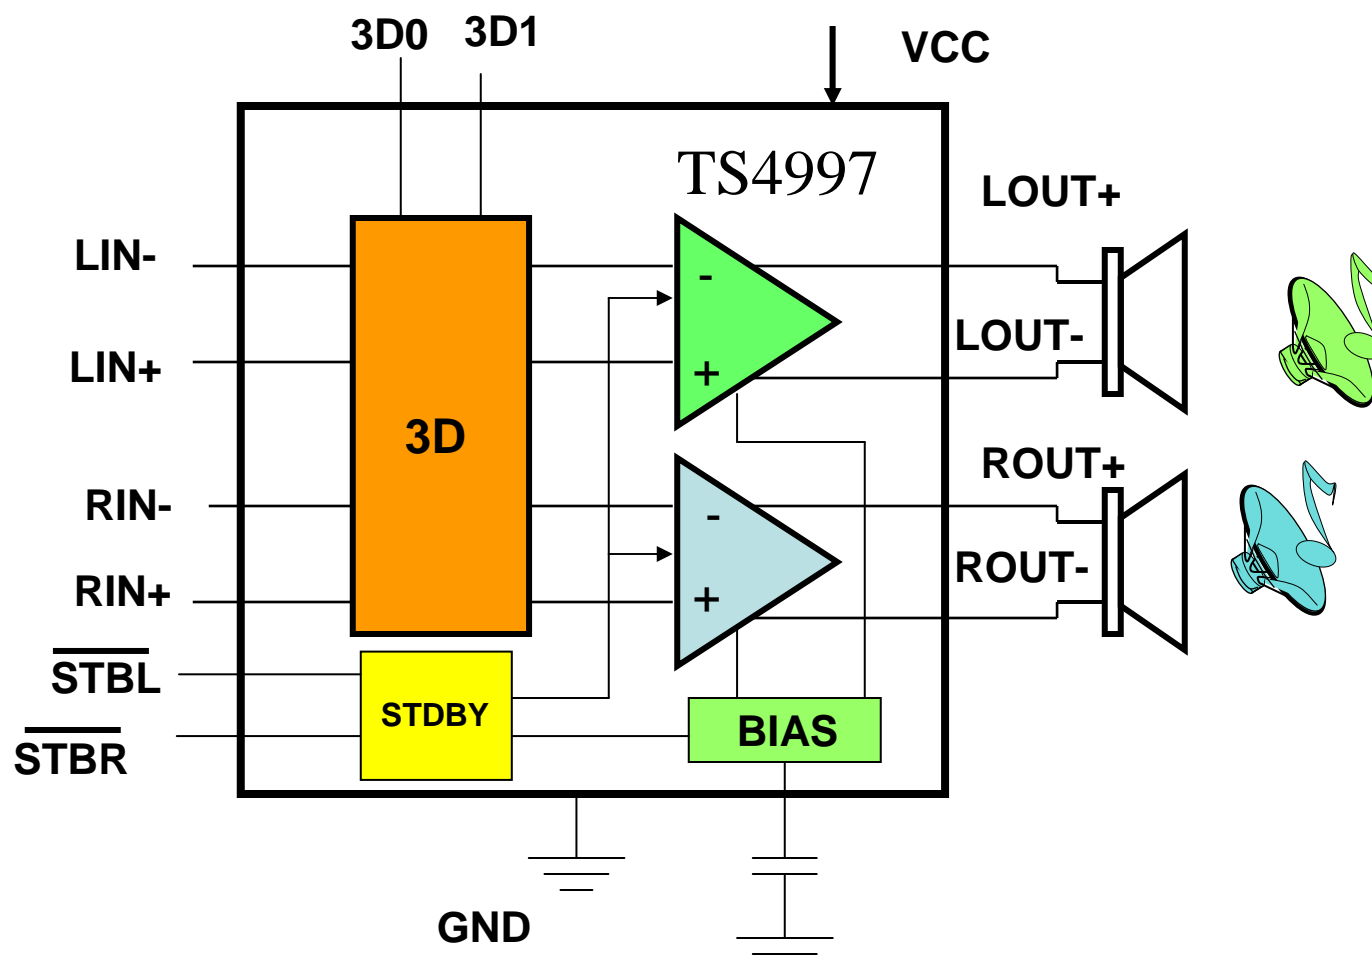 3D0 3D1
VCC
TS4997
LOUT+
LIN-
-
LOUT-
LIN+
+
3D
ROUT+
RIN-
-
ROUT-
RIN+
+
STBL
STDBY
BIAS
STBR
GND